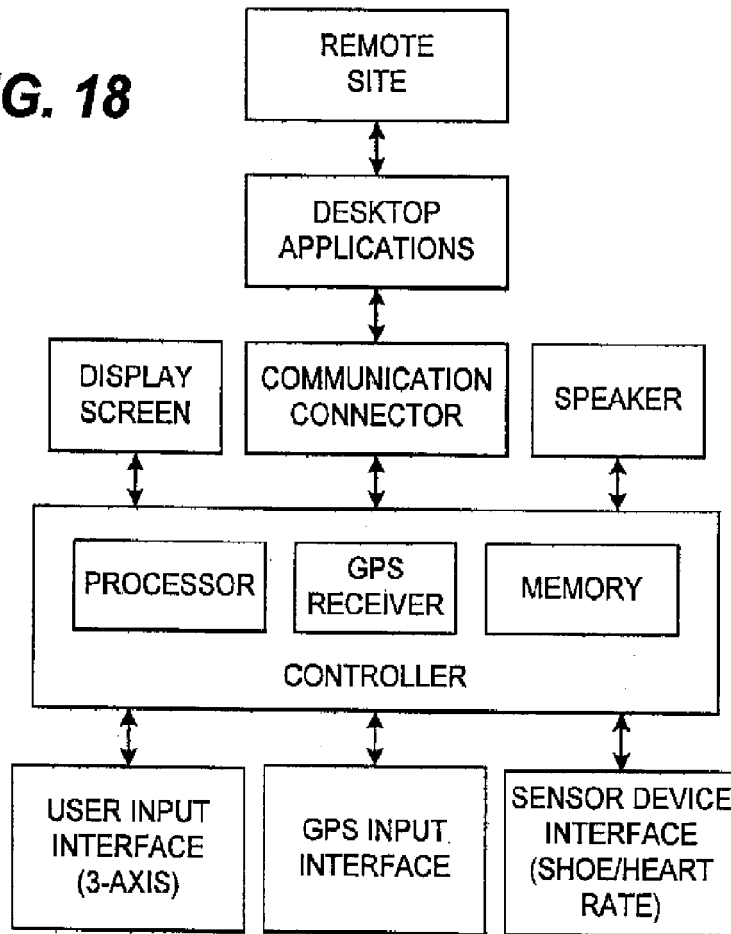 REMOTE
SITE
G. 18
DESKTOP
APPLICATIONS
DISPLAY
SCREEN
COMMUNICATION
CONNECTOR
SPEAKER
PROCESSOR
GPS
RECEIVER
MEMORY
CONTROLLER
USER INPUT
INTERFACE
(3-AXIS)
GPS INPUT
INTERFACE
SENSOR DEVICE
INTERFACE
(SHOE/HEART
RATE)